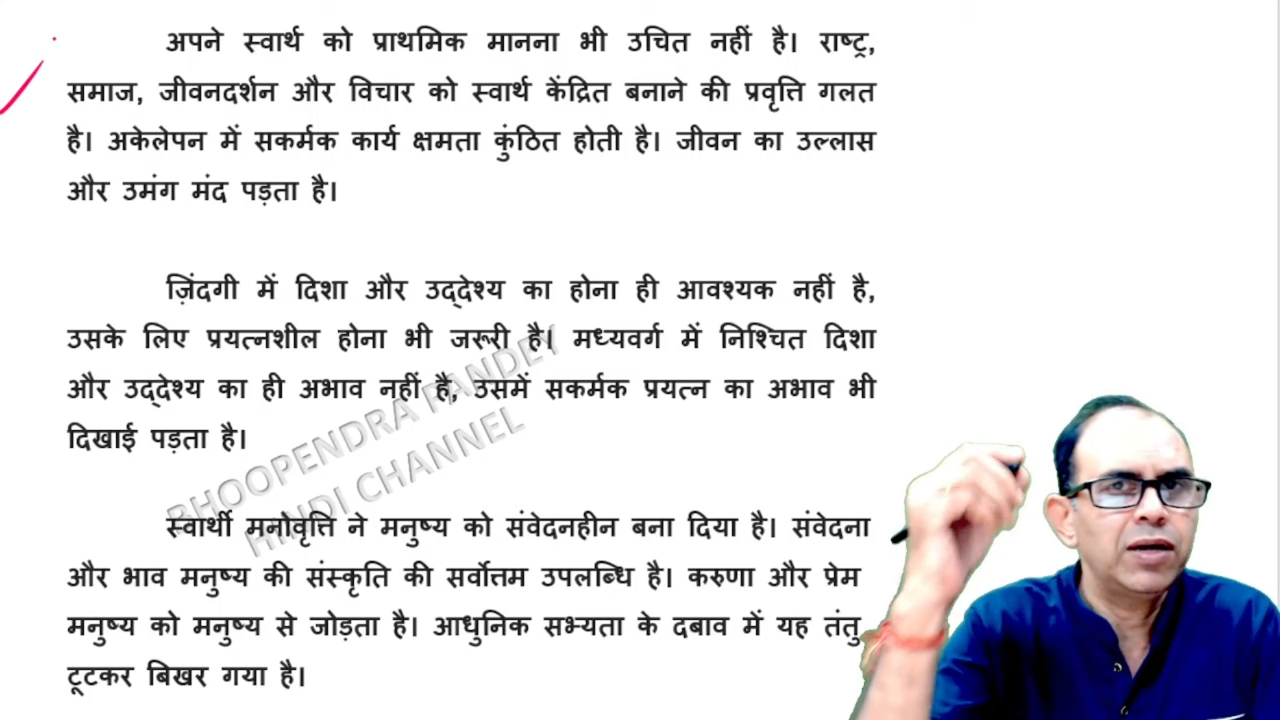 अपने स्वार्थ को प्राथमिक मानना भी उचित नहीं है। राष्ट्र,
समाज, जीवनदर्शन और विचार को स्वार्थ केंद्रित बनाने की प्रवृत्ति गलत
है। अकेलेपन में सकर्मक कार्य क्षमता कुंठित होती है। जीवन का उल्लास
और उमंग मंद पड़ता है।
ज़िंदगी में दिशा और उद्देश्य का होना ही आवश्यक नहीं है,
उसके लिए प्रयत्नशील होना भी जरूरी है। मध्यवर्ग में निश्चित दिशा
और उद्देश्य का ही अभाव नहीं है, उसमें सकर्मक प्रयत्न का अभाव भी
दिखाई पड़ता है।
BHOOPENDRA PANDEY
HINDI CHANNEL
स्वार्थी मनोवृत्ति ने मनुष्य को संवेदनहीन बना दिया है। संवेदना
और भाव मनुष्य की संस्कृति की सर्वोत्तम उपलब्धि है। करुणा और प्रेम
मनुष्य को मनुष्य से जोड़ता है। आधुनिक सभ्यता के दबाव में यह तंतु
टूटकर बिखर गया है।